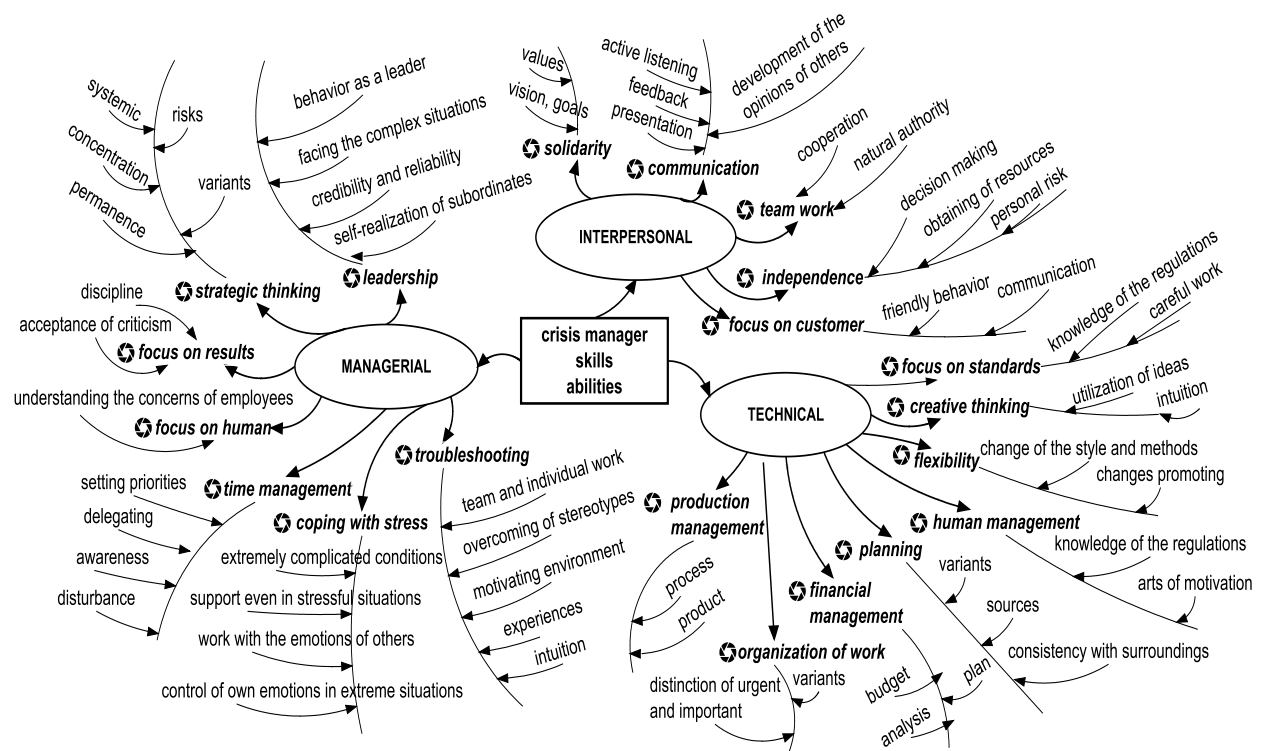 crisis manager
skills
abilities
MANAGERIAL
strategic thinking
systemic
risks
concentration
variants
permanence
leadership
behavior as a leader
facing the complex situations
credibility and reliability
self-realization of subordinates
focus on results
discipline
acceptance of criticism
focus on human
understanding the concerns of employees
time management
setting priorities
delegating
awareness
disturbance
coping with stress
extremely complicated conditions
support even in stressful situations
work with the emotions of others
control of own emotions in extreme situations
troubleshooting
team and individual work
overcoming of stereotypes
motivating environment
experiences
intuition
INTERPERSONAL
solidarity
values
vision, goals
communication
active listening
feedback
presentation
development of the
opinions of others
team work
cooperation
natural authority
independence
decision making
obtaining of resources
personal risk
focus on customer
friendly behavior
communication
TECHNICAL
focus on standards
knowledge of the regulations
careful work
creative thinking
utilization of ideas
intuition
flexibility
change of the style and methods
changes promoting
human management
knowledge of the regulations
arts of motivation
planning
variants
sources
consistency with surroundings
financial
management
budget
plan
analysis
organization of work
variants
distinction of urgent
and important
production
management
process
product